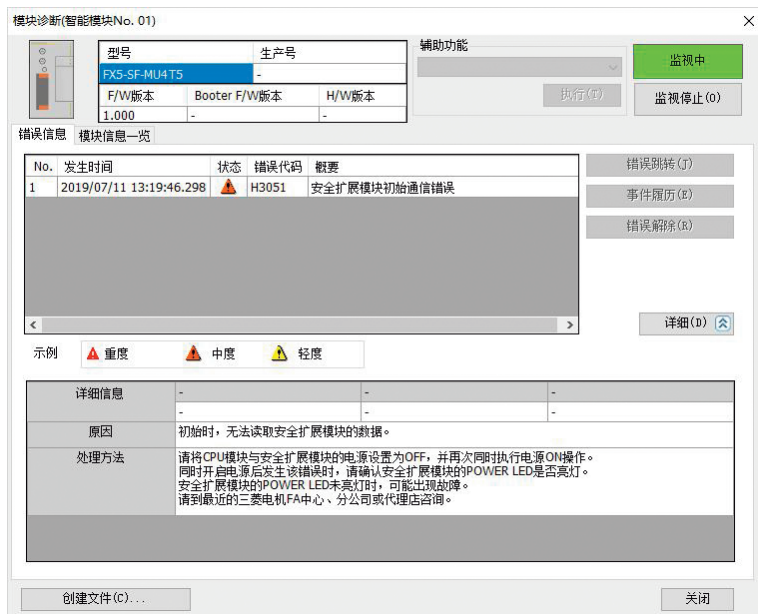 模块诊断(智能模块No. 01)
型号 生产号
FX5-SF-MU4T5 -
F/W版本 Booter F/W版本 H/W版本
1.000 - -
辅助功能
执行(T)
监视中
监视停止(O)
错误信息 模块信息一览
No. 发生时间 状态 错误代码 概要
1 2019/07/11 13:19:46.298 H3051 安全扩展模块初始通信错误
错误跳转(J)
事件履历(E)
错误解除(R)
详细(D)
示例 重度 中度 轻度
详细信息 - - -
- - -
原因 初始时，无法读取安全扩展模块的数据。
处理方法 请将CPU模块与安全扩展模块的电源设置为OFF，并再次同时执行电源ON操作。
同时开启电源后发生该错误时，请确认安全扩展模块的POWER LED是否亮灯。
安全扩展模块的POWER LED未亮灯时，可能出现故障。
请到最近的三菱电机FA中心、分公司或代理店咨询。
创建文件(C)... 关闭